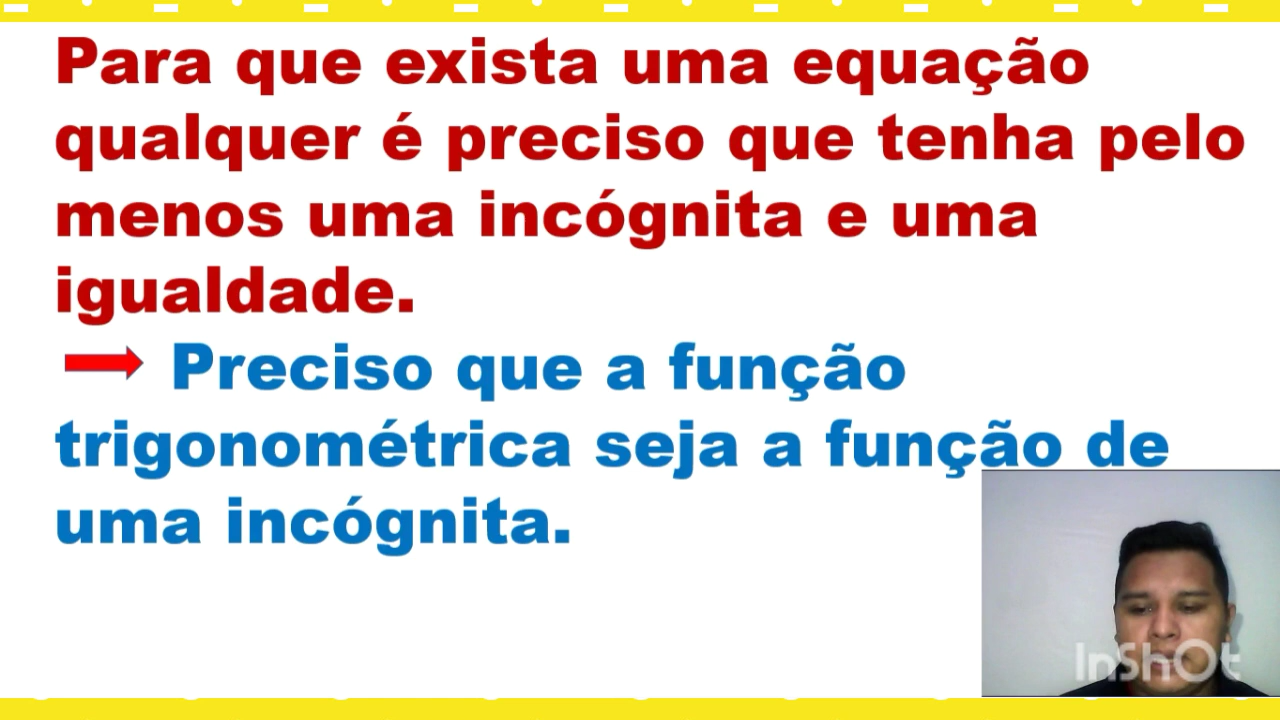 Para que exista uma equação
qualquer é preciso que tenha pelo
menos uma incógnita e uma
igualdade.
Preciso que a função
trigonométrica seja a função de
uma incógnita.
InShOt